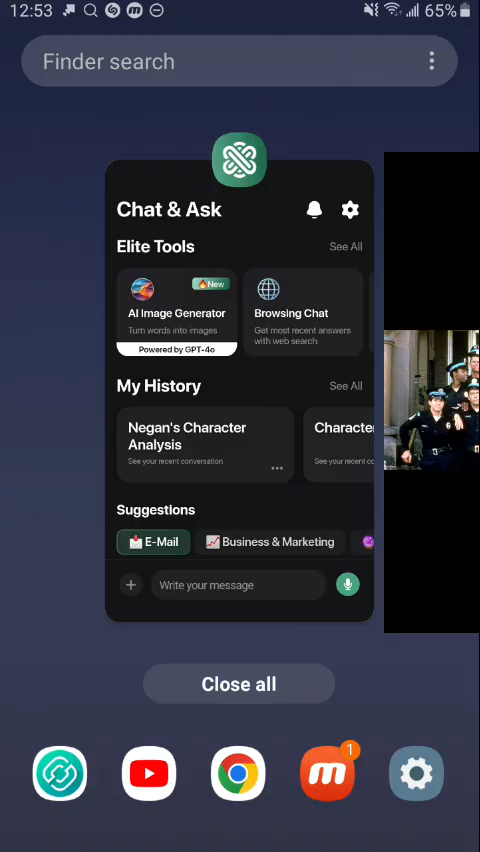 12:53
65%
Finder search
Chat & Ask
Elite Tools
See All
🔥New
AI Image Generator
Turn words into images
Powered by GPT-4o
Browsing Chat
Get most recent answers
with web search
My History
See All
Negan's Character
Analysis
See your recent conversation
Character
See your recent co
Suggestions
E-Mail
Business & Marketing
Write your message
Close all
1